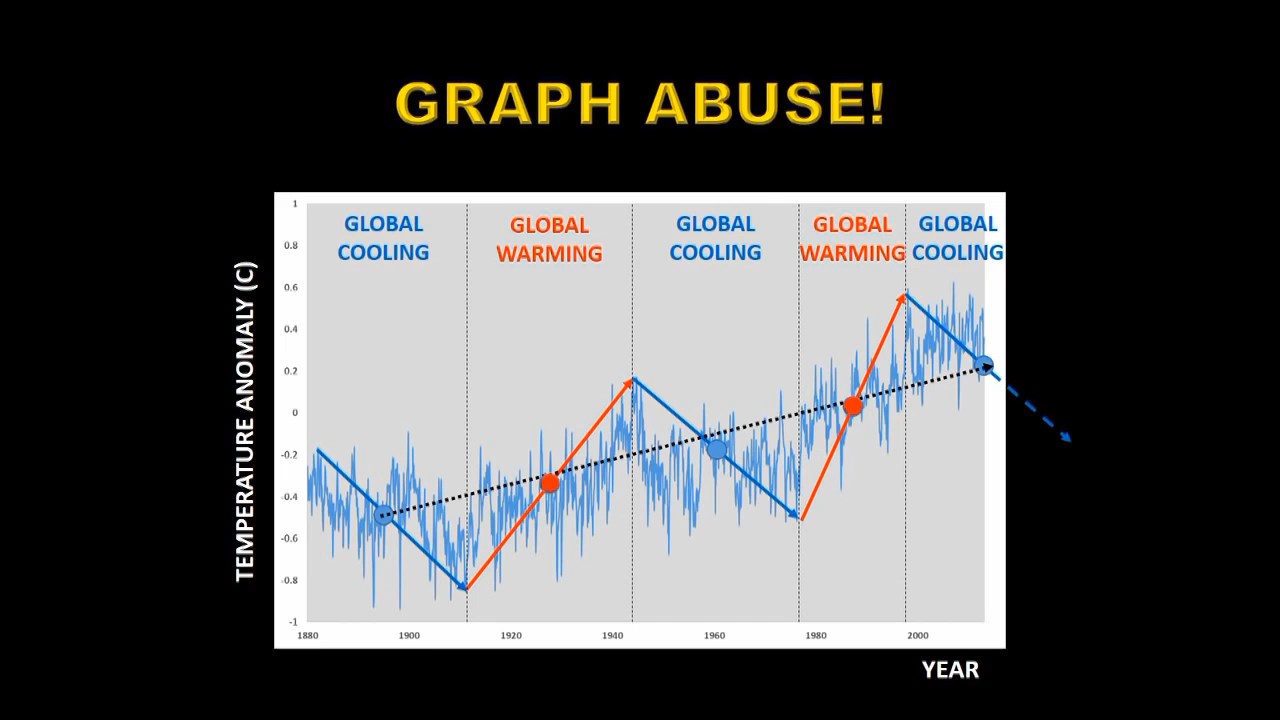 GRAPH ABUSE!
GLOBAL
COOLING
GLOBAL
WARMING
GLOBAL
COOLING
GLOBAL
WARMING
GLOBAL
COOLING
TEMPERATURE ANOMALY (C)
1
0.8
0.6
0.4
0.2
0
-0.2
-0.4
-0.6
-0.8
-1
1880 1900 1920 1940 1960 1980 2000
YEAR